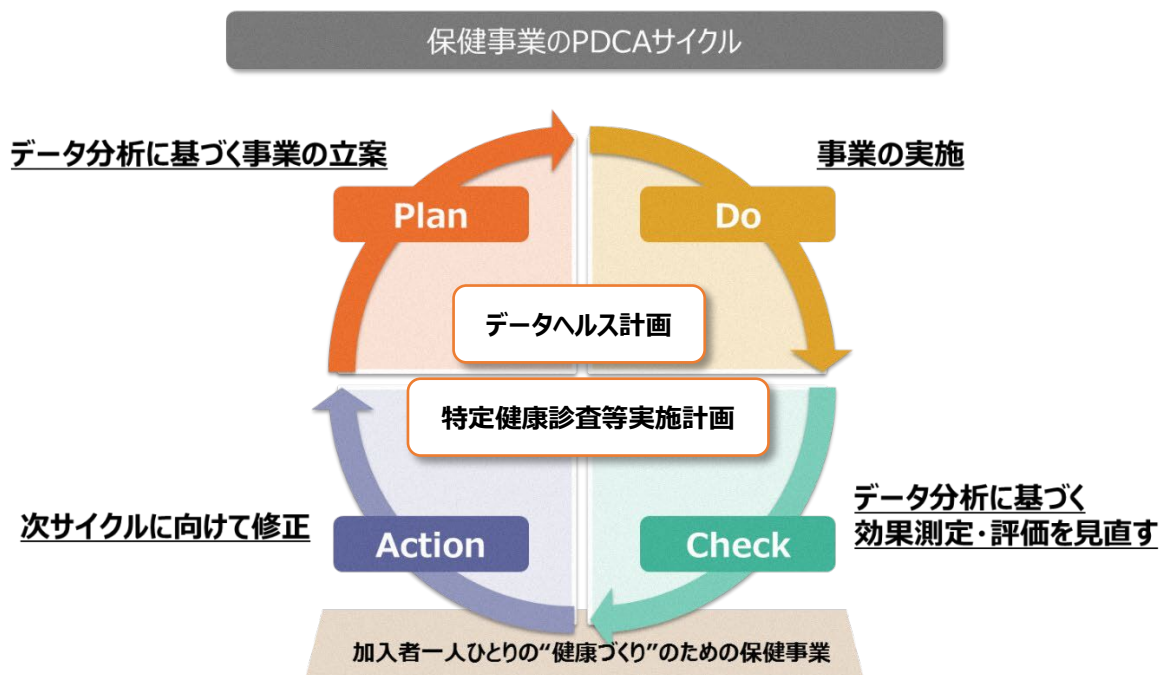 保健事業のPDCAサイクル
データ分析に基づく事業の立案
事業の実施
Plan
Do
データヘルス計画
特定健康診査等実施計画
次サイクルに向けて修正
Action
Check
データ分析に基づく
効果測定・評価を見直す
加入者一人ひとりの“健康づくり”のための保健事業